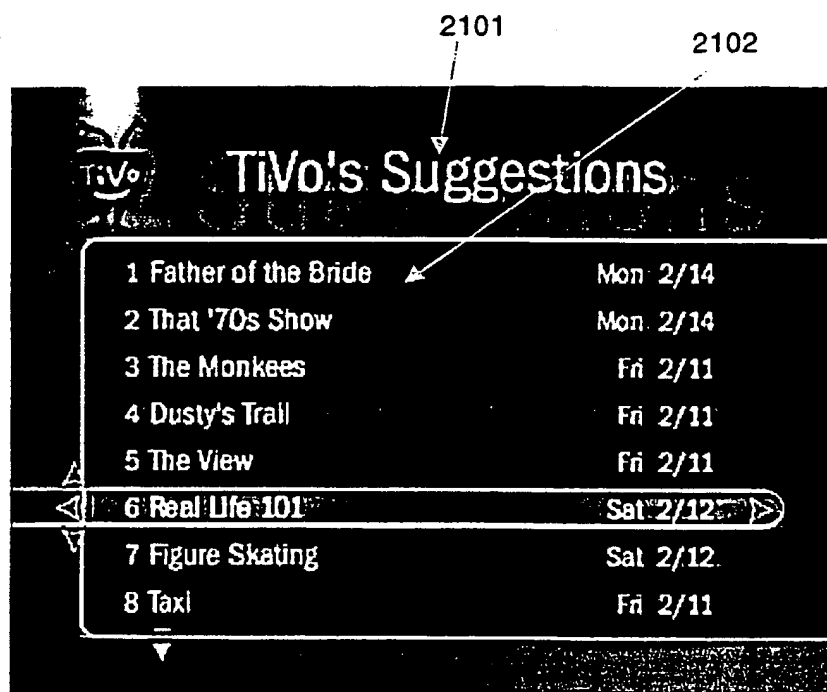 2101
2102
TiVo
TiVo's Suggestions
1 Father of the Bride Mon 2/14
2 That '70s Show Mon 2/14
3 The Monkees Fri 2/11
4 Dusty's Trail Fri 2/11
5 The View Fri 2/11
6 Real Life 101 Sat 2/12
7 Figure Skating Sat 2/12
8 Taxi Fri 2/11